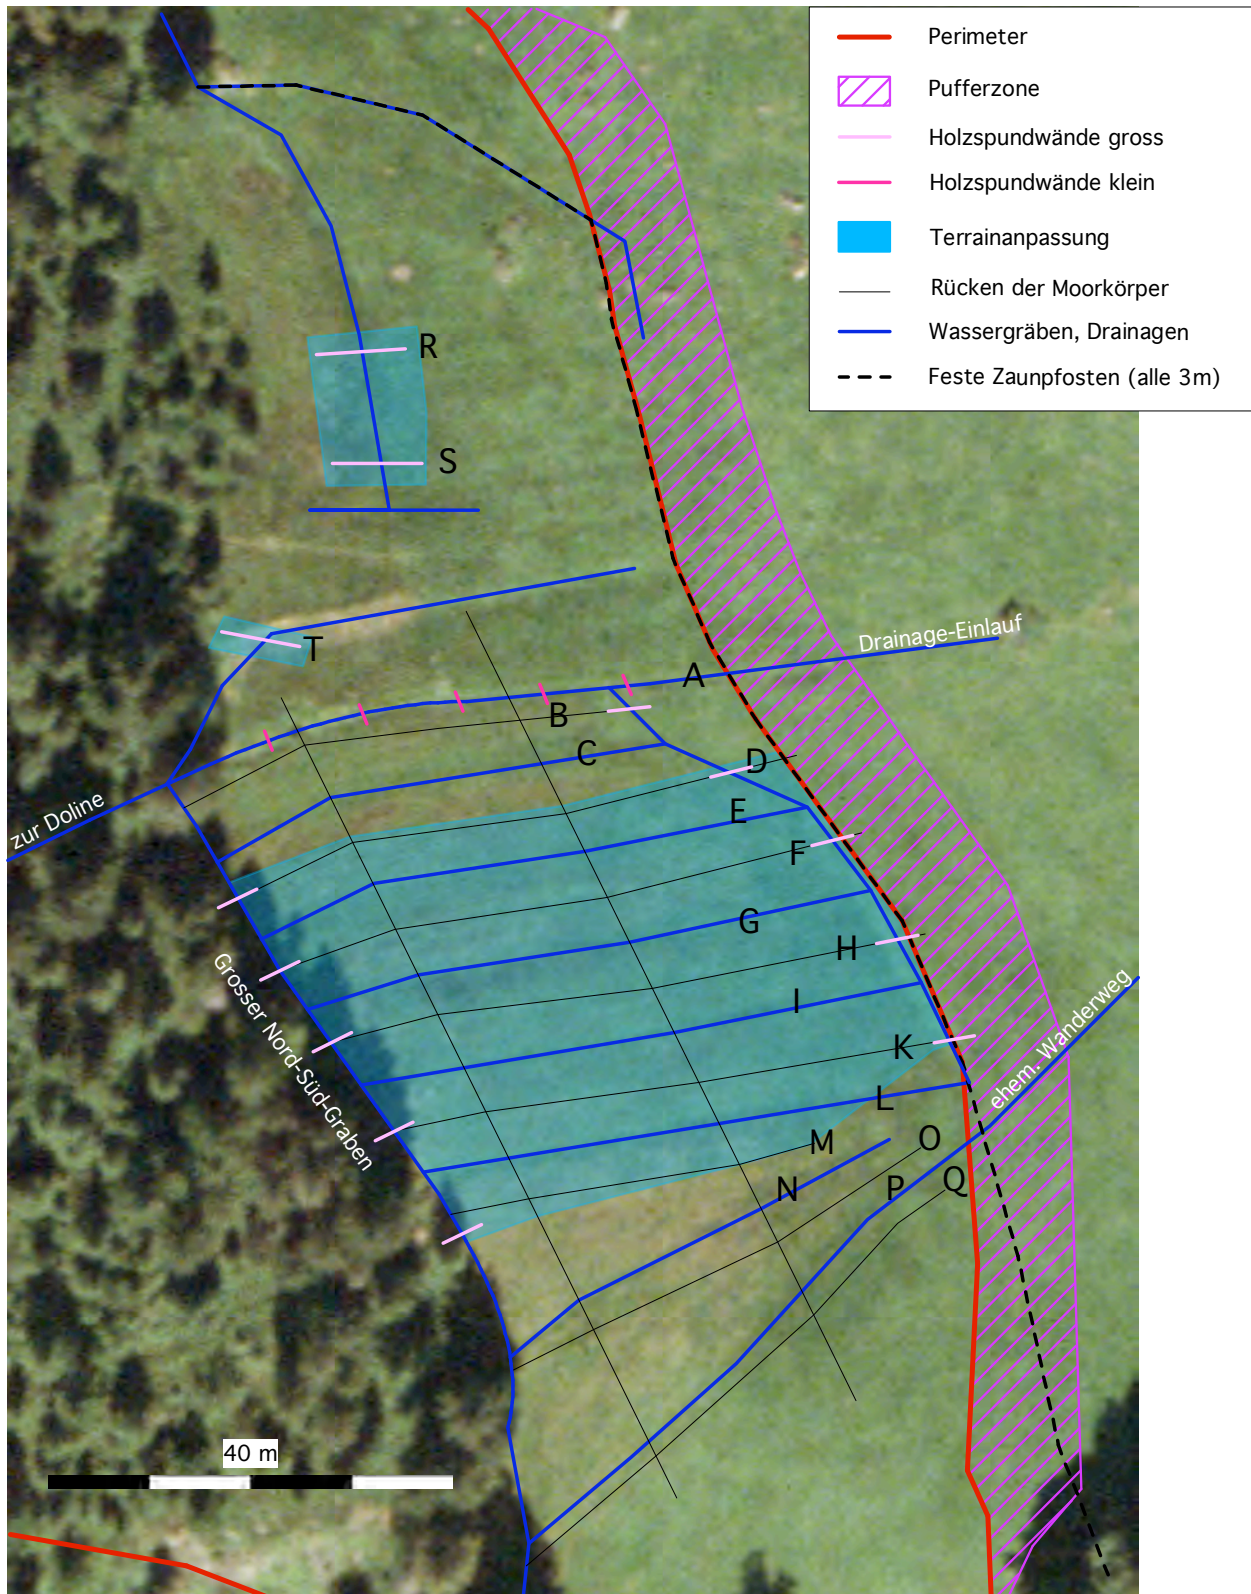 Perimeter
Pufferzone
Holzspundwände gross
Holzspundwände klein
Terrainanpassung
Rücken der Moorkörper
Wassergräben, Drainagen
Feste Zaunpfosten (alle 3m)
R
S
T
Drainage-Einlauf
A
B
C
D
zur Doline
E
F
G
H
Grosser Nord-Süd-Graben
I
K
ehem. Wanderweg
L
M
O
N
P
Q
40 m